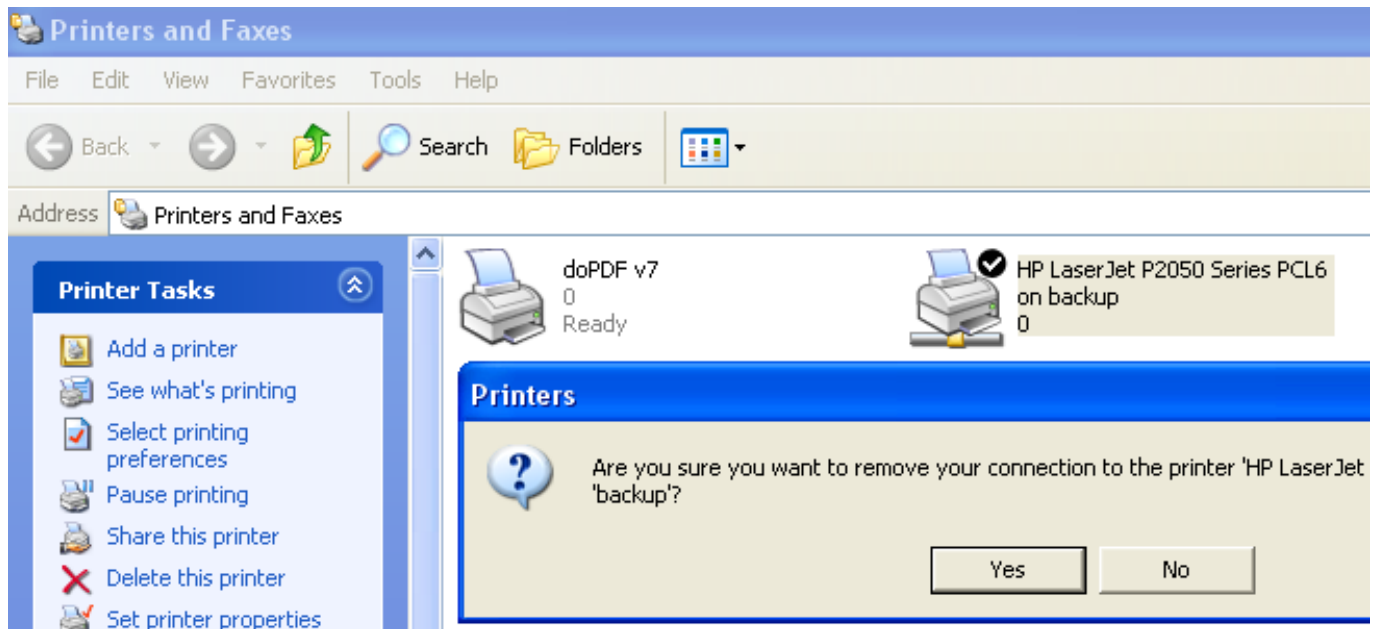 Printers and Faxes
File Edit View Favorites Tools Help
Back Search Folders
Address Printers and Faxes
Printer Tasks
Add a printer
See what's printing
Select printing
preferences
Pause printing
Share this printer
Delete this printer
Set printer properties
doPDF v7
0
Ready
HP LaserJet P2050 Series PCL6
on backup
0
Printers
Are you sure you want to remove your connection to the printer 'HP LaserJet
'backup'?
Yes No